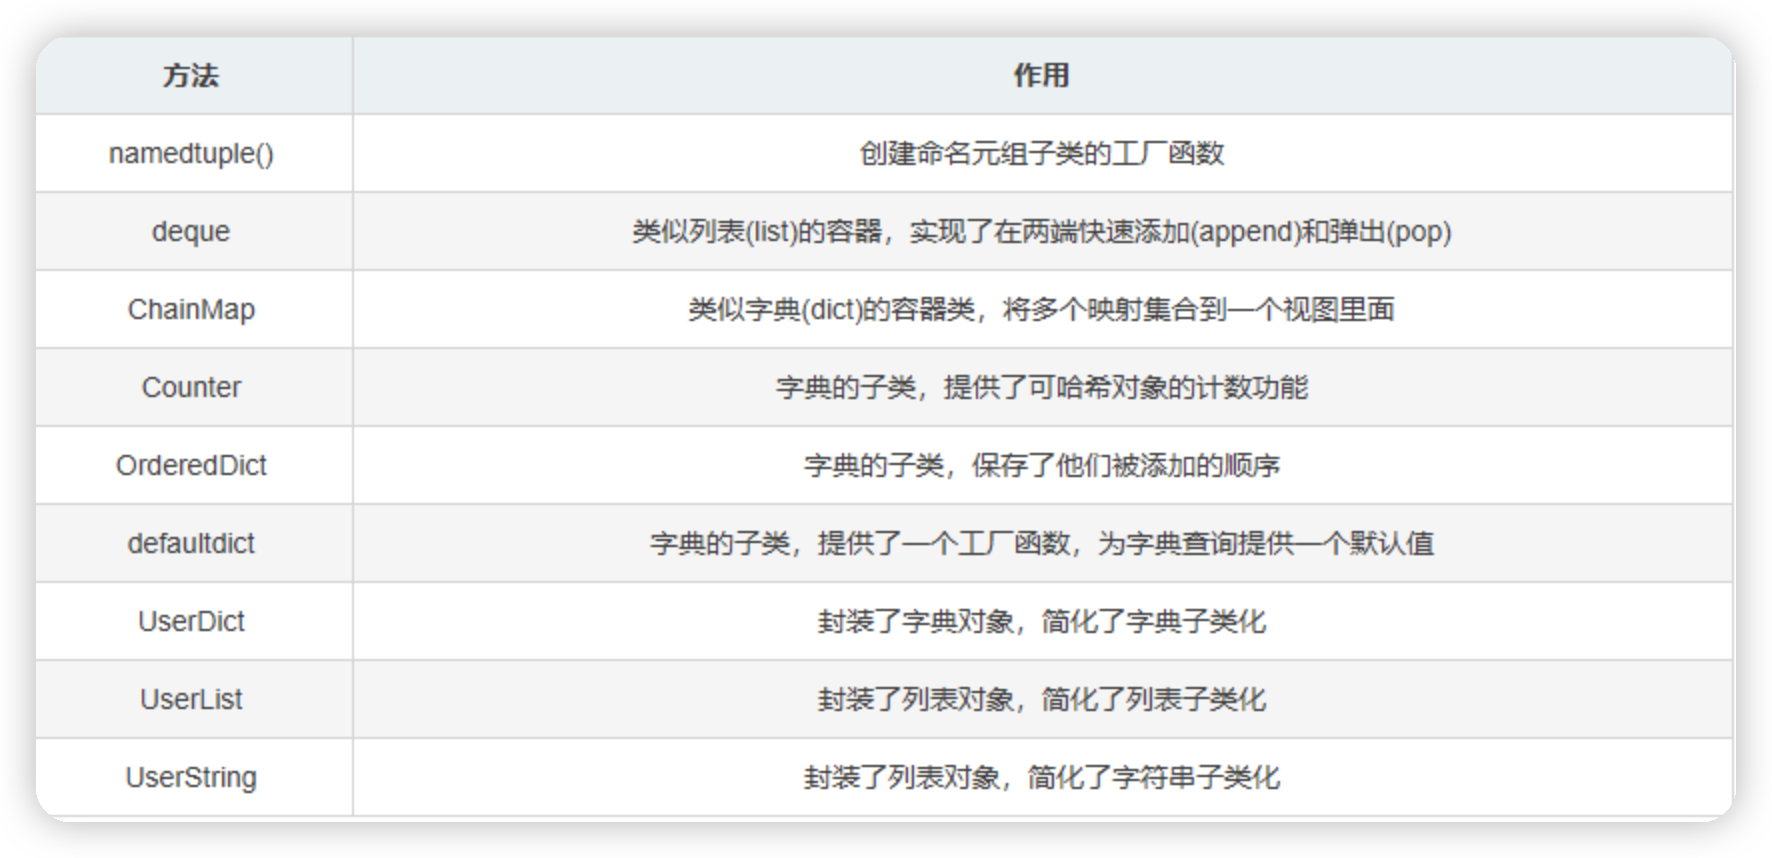 方法 作用
namedtuple() 创建命名元组子类的工厂函数
deque 类似列表(list)的容器，实现了在两端快速添加(append)和弹出(pop)
ChainMap 类似字典(dict)的容器类，将多个映射集合到一个视图里面
Counter 字典的子类，提供了可哈希对象的计数功能
OrderedDict 字典的子类，保存了他们被添加的顺序
defaultdict 字典的子类，提供了一个工厂函数，为字典查询提供一个默认值
UserDict 封装了字典对象，简化了字典子类化
UserList 封装了列表对象，简化了列表子类化
UserString 封装了列表对象，简化了字符串子类化